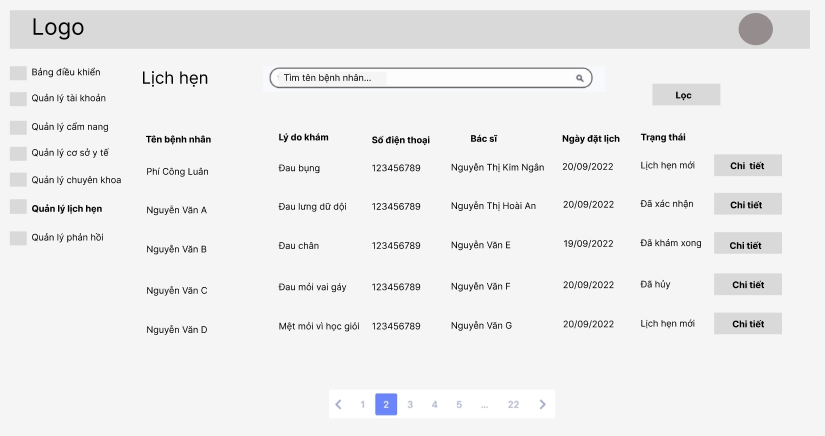 Logo
Bảng điều khiển
Quản lý tài khoản
Quản lý cẩm nang
Quản lý cơ sở y tế
Quản lý chuyên khoa
Quản lý lịch hẹn
Quản lý phản hồi
Lịch hẹn
Tìm tên bệnh nhân...
Lọc
Tên bệnh nhân Lý do khám Số điện thoại Bác sĩ Ngày đặt lịch Trạng thái
Phí Công Luân Đau bụng 123456789 Nguyễn Thị Kim Ngân 20/09/2022 Lịch hẹn mới Chi tiết
Nguyễn Văn A Đau lưng dữ dội 123456789 Nguyễn Thị Hoài An 20/09/2022 Đã xác nhận Chi tiết
Nguyễn Văn B Đau chân 123456789 Nguyễn Văn E 19/09/2022 Đã khám xong Chi tiết
Nguyễn Văn C Đau mỏi vai gáy 123456789 Nguyễn Văn F 20/09/2022 Đã hủy Chi tiết
Nguyễn Văn D Mệt mỏi vì học giỏi 123456789 Nguyễn Văn G 20/09/2022 Lịch hẹn mới Chi tiết
1 2 3 4 5 ... 22